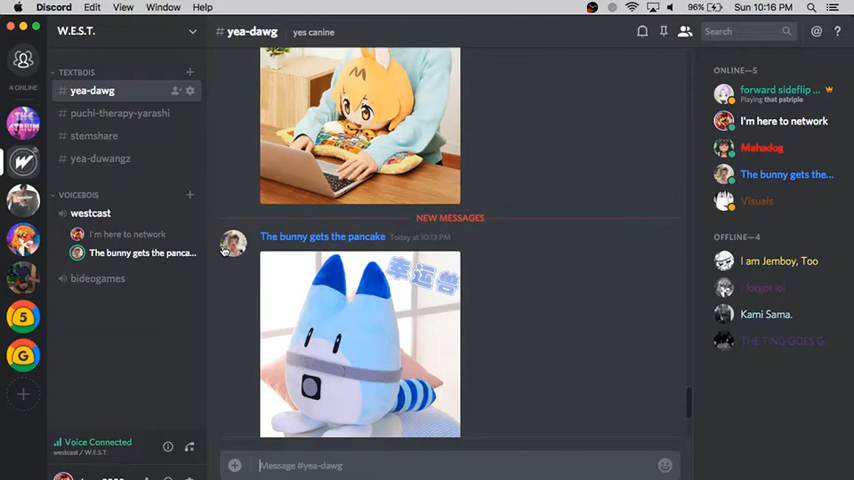 Discord Edit View Window Help
96% Sun 10:16 PM
W.E.S.T.
# yea-dawg yes canine
Search
4 ONLINE
TEXTBOIS
# yea-dawg
# puchi-therapy-yarashi
# stemshare
# yea-duwangz
VOICEBOIS
westcast
I'm here to network
The bunny gets the panca...
bideogames
THE ATRIUM
5
G
Voice Connected
westcast / W.E.S.T.
NEW MESSAGES
The bunny gets the pancake Today at 10:13 PM
幸运兽
Message #yea-dawg
ONLINE—5
forward sideflip ...
Playing that pstriple
I'm here to network
Mahadog
The bunny gets the...
Visuals
OFFLINE—4
I am Jemboy, Too
I forgot lol
Kami Sama.
THE TING GOES G